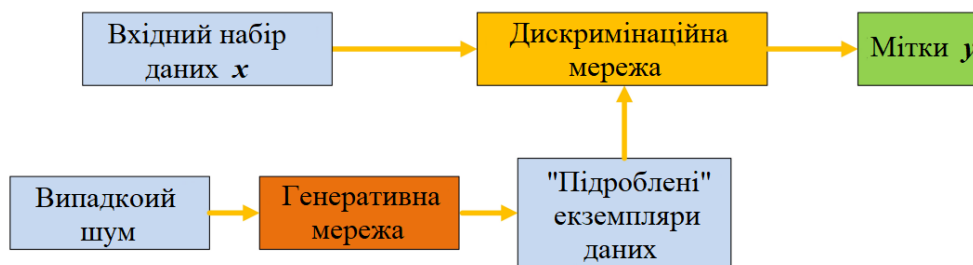 Вхідний набір
даних x
Дискримінаційна
мережа
Мітки y
Випадкоий
шум
Генеративна
мережа
"Підроблені"
екземпляри
даних